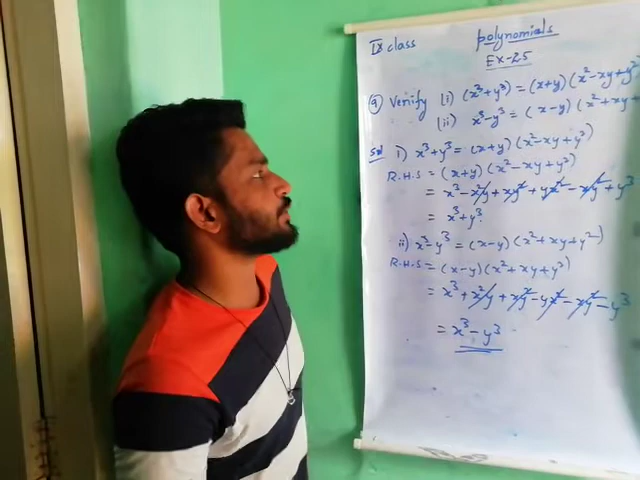 IX class
polynomials
EX-2.5
⑨ Verify (i) (x³+y³) = (x+y) (x²-xy+y²
(ii) x³-y³ = (x-y) (x²+xy+
Sol i) x³+y³ = (x+y) (x²-xy+y²)
R.H.S = (x+y) (x²-xy+y²)
= x³-x²y+xy²+yx²-xy²+y³
= x³+y³.
ii) x³-y³ = (x-y) (x²+xy+y²)
R.H.S = (x-y) (x²+xy+y²)
= x³+x²y+xy²-yx²-xy²-y³
= x³-y³